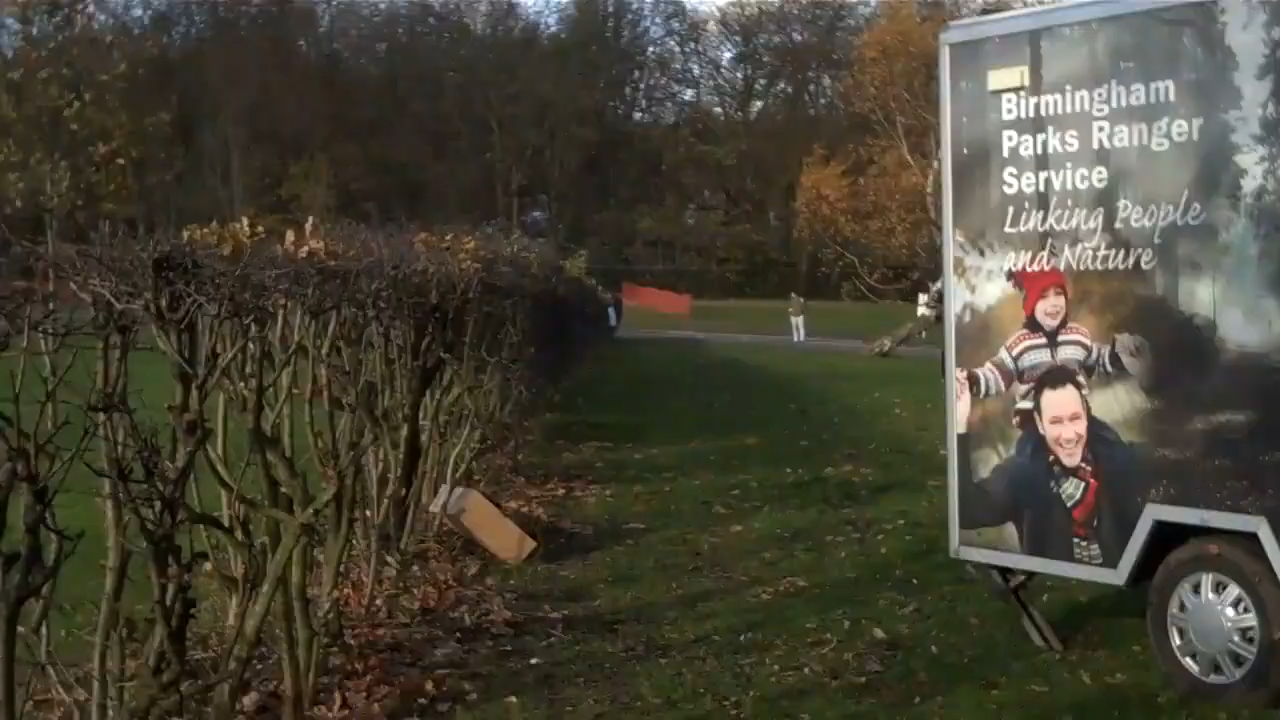 Birmingham
Parks Ranger
Service
Linking People
and Nature